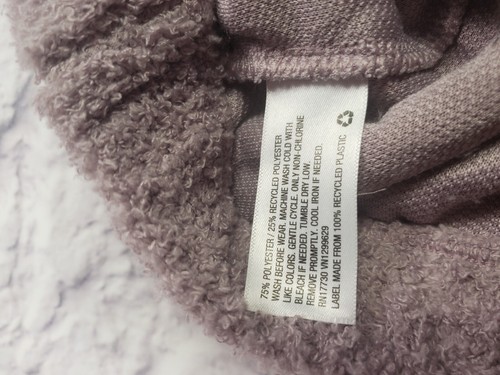 75% POLYESTER / 25% RECYCLED POLYESTER
WASH BEFORE WEAR. MACHINE WASH COLD WITH
LIKE COLORS. GENTLE CYCLE. ONLY NON-CHLORINE
BLEACH IF NEEDED. TUMBLE DRY LOW.
REMOVE PROMPTLY. COOL IRON IF NEEDED.
RN17730 VN1299629
LABEL MADE FROM 100% RECYCLED PLASTIC